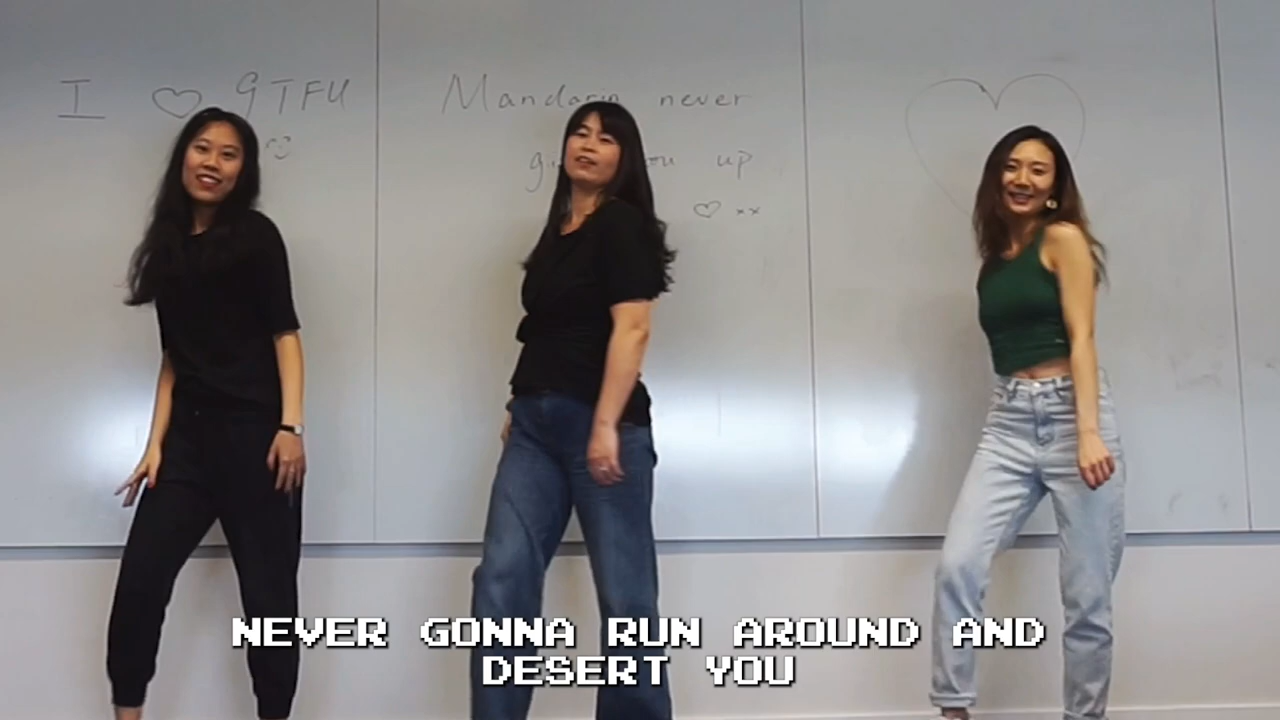 I ♡ GTFU
Mandarin never
up
♡ xx
NEVER GONNA RUN AROUND AND
DESERT YOU